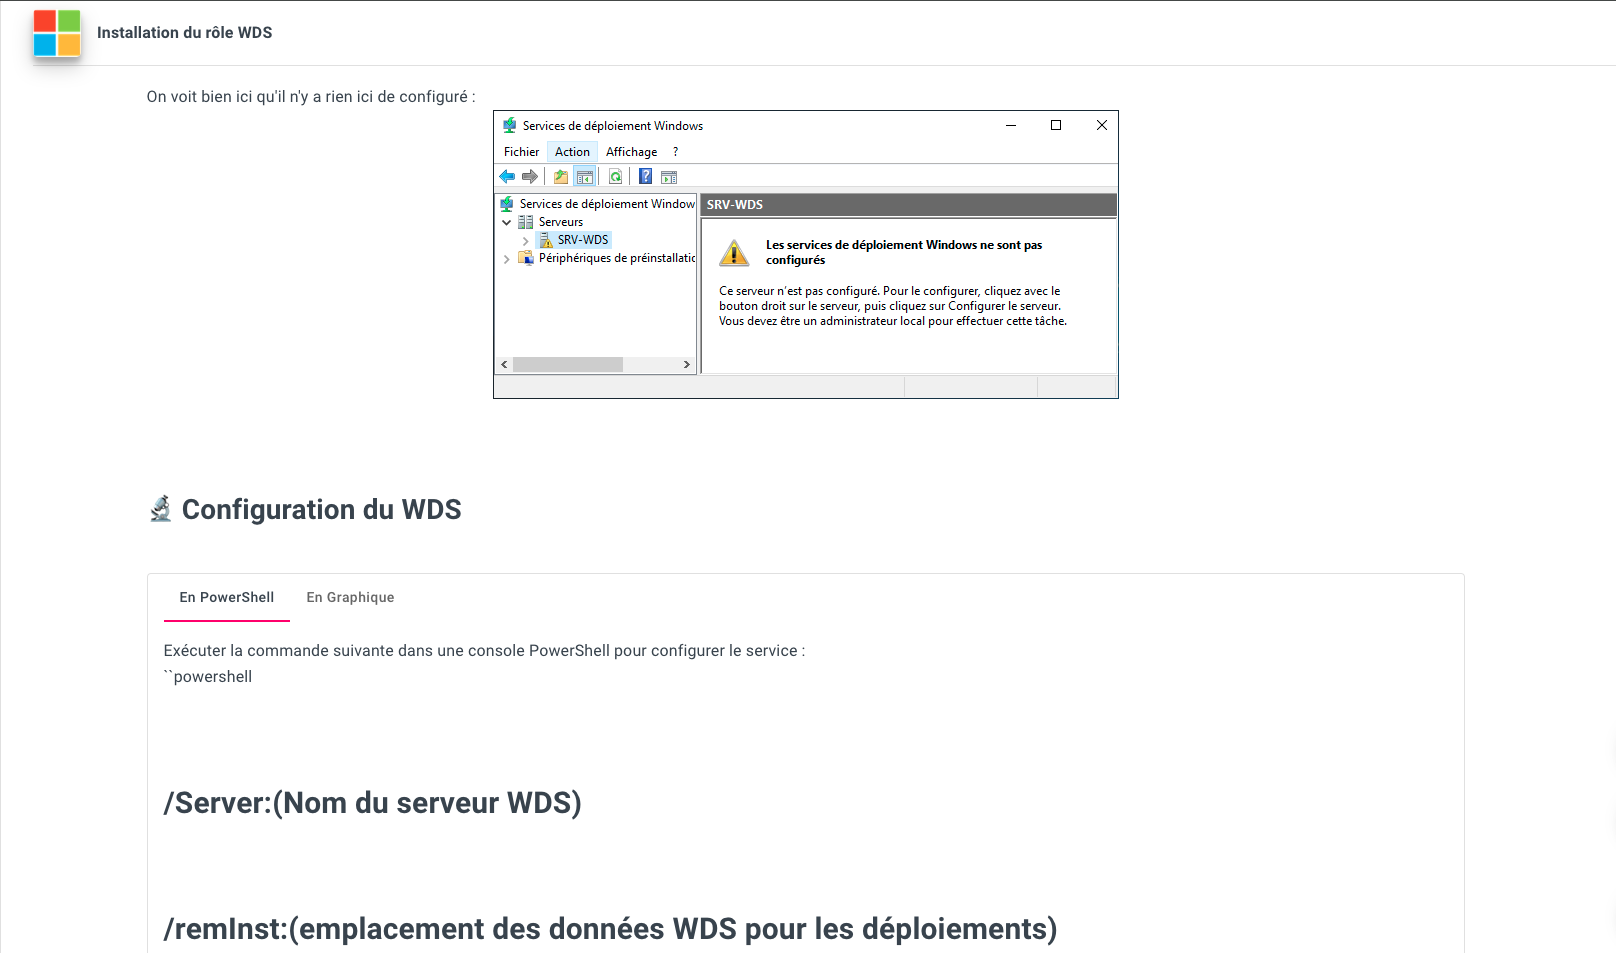 Installation du rôle WDS
On voit bien ici qu'il n'y a rien ici de configuré :
Services de déploiement Windows
Fichier Action Affichage ?
Services de déploiement Window
Serveurs
SRV-WDS
Périphériques de préinstallatic
SRV-WDS
Les services de déploiement Windows ne sont pas
configurés
Ce serveur n'est pas configuré. Pour le configurer, cliquez avec le
bouton droit sur le serveur, puis cliquez sur Configurer le serveur.
Vous devez être un administrateur local pour effectuer cette tâche.
Configuration du WDS
En PowerShell En Graphique
Exécuter la commande suivante dans une console PowerShell pour configurer le service :
``powershell
/Server:(Nom du serveur WDS)
/remInst:(emplacement des données WDS pour les déploiements)